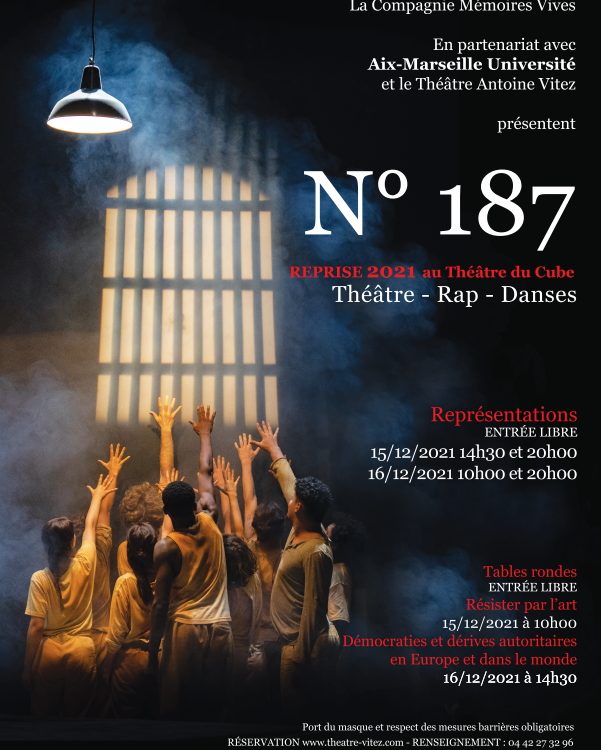 La Compagnie Mémoires Vives
En partenariat avec
Aix-Marseille Université
et le Théâtre Antoine Vitez
présentent
Nº 187
REPRISE 2021 au Théâtre du Cube
Théâtre - Rap - Danses
Représentations
ENTRÉE LIBRE
15/12/2021 14h30 et 20h00
16/12/2021 10h00 et 20h00
Tables rondes
ENTRÉE LIBRE
Résister par l'art
15/12/2021 à 10h00
Démocraties et dérives autoritaires
en Europe et dans le monde
16/12/2021 à 14h30
Port du masque et respect des mesures barrières obligatoires
RÉSERVATION www.theatre-vitez.com - RENSEIGNEMENT : 04 42 27 32 96